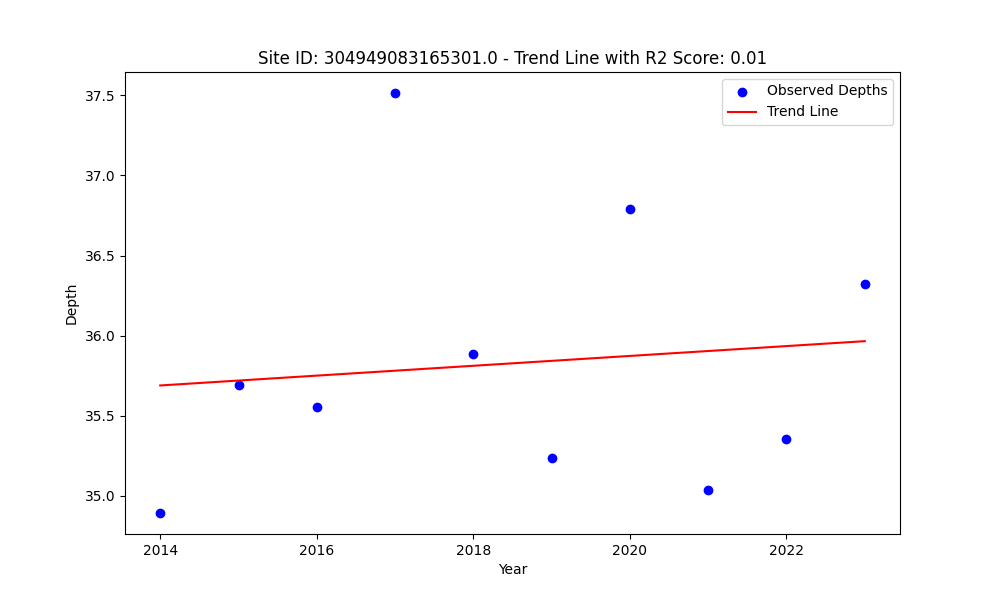 Site ID: 304949083165301.0 - Trend Line with R2 Score: 0.01
Observed Depths
Trend Line
37.5
37.0
36.5
36.0
35.5
35.0
Depth
2014 2016 2018 2020 2022
Year